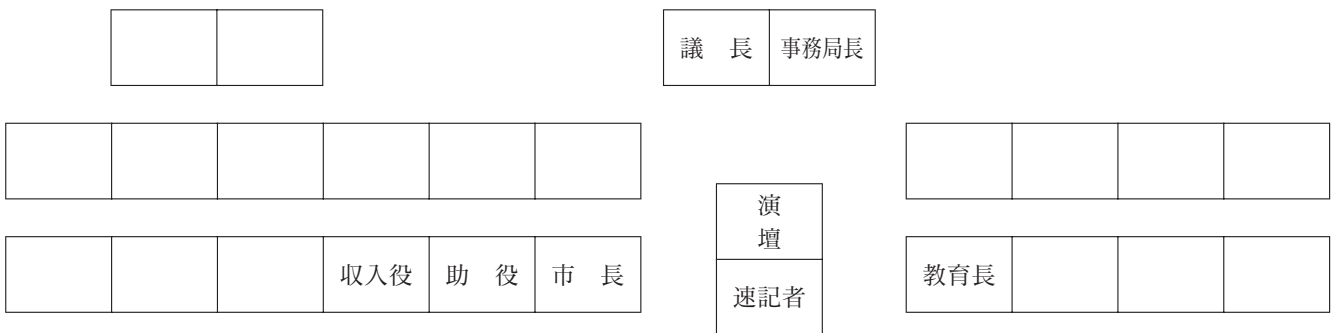 議　長 事務局長
演
壇
収入役 助　役 市　長 教育長
速記者